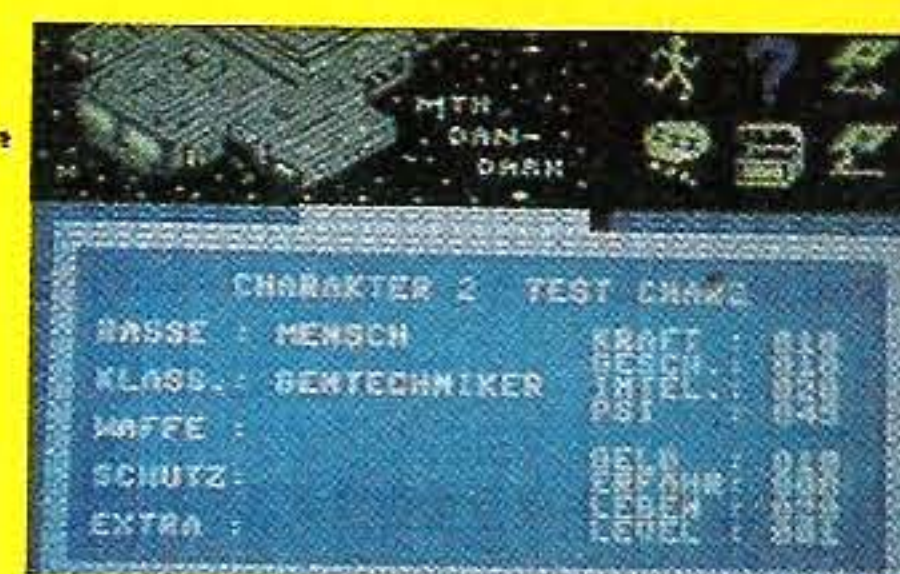 MTH
DAN-
DARK
?
CHARAKTER 2 TEST CHAR2
RASSE : MENSCH
KLASS.: GENTECHNIKER
WAFFE :
SCHUTZ:
EXTRA :
KRAFT :
GESCH.:
INTEL.:
PSI :
GELD :
ERFAHR:
LEBEN :
LEVEL :